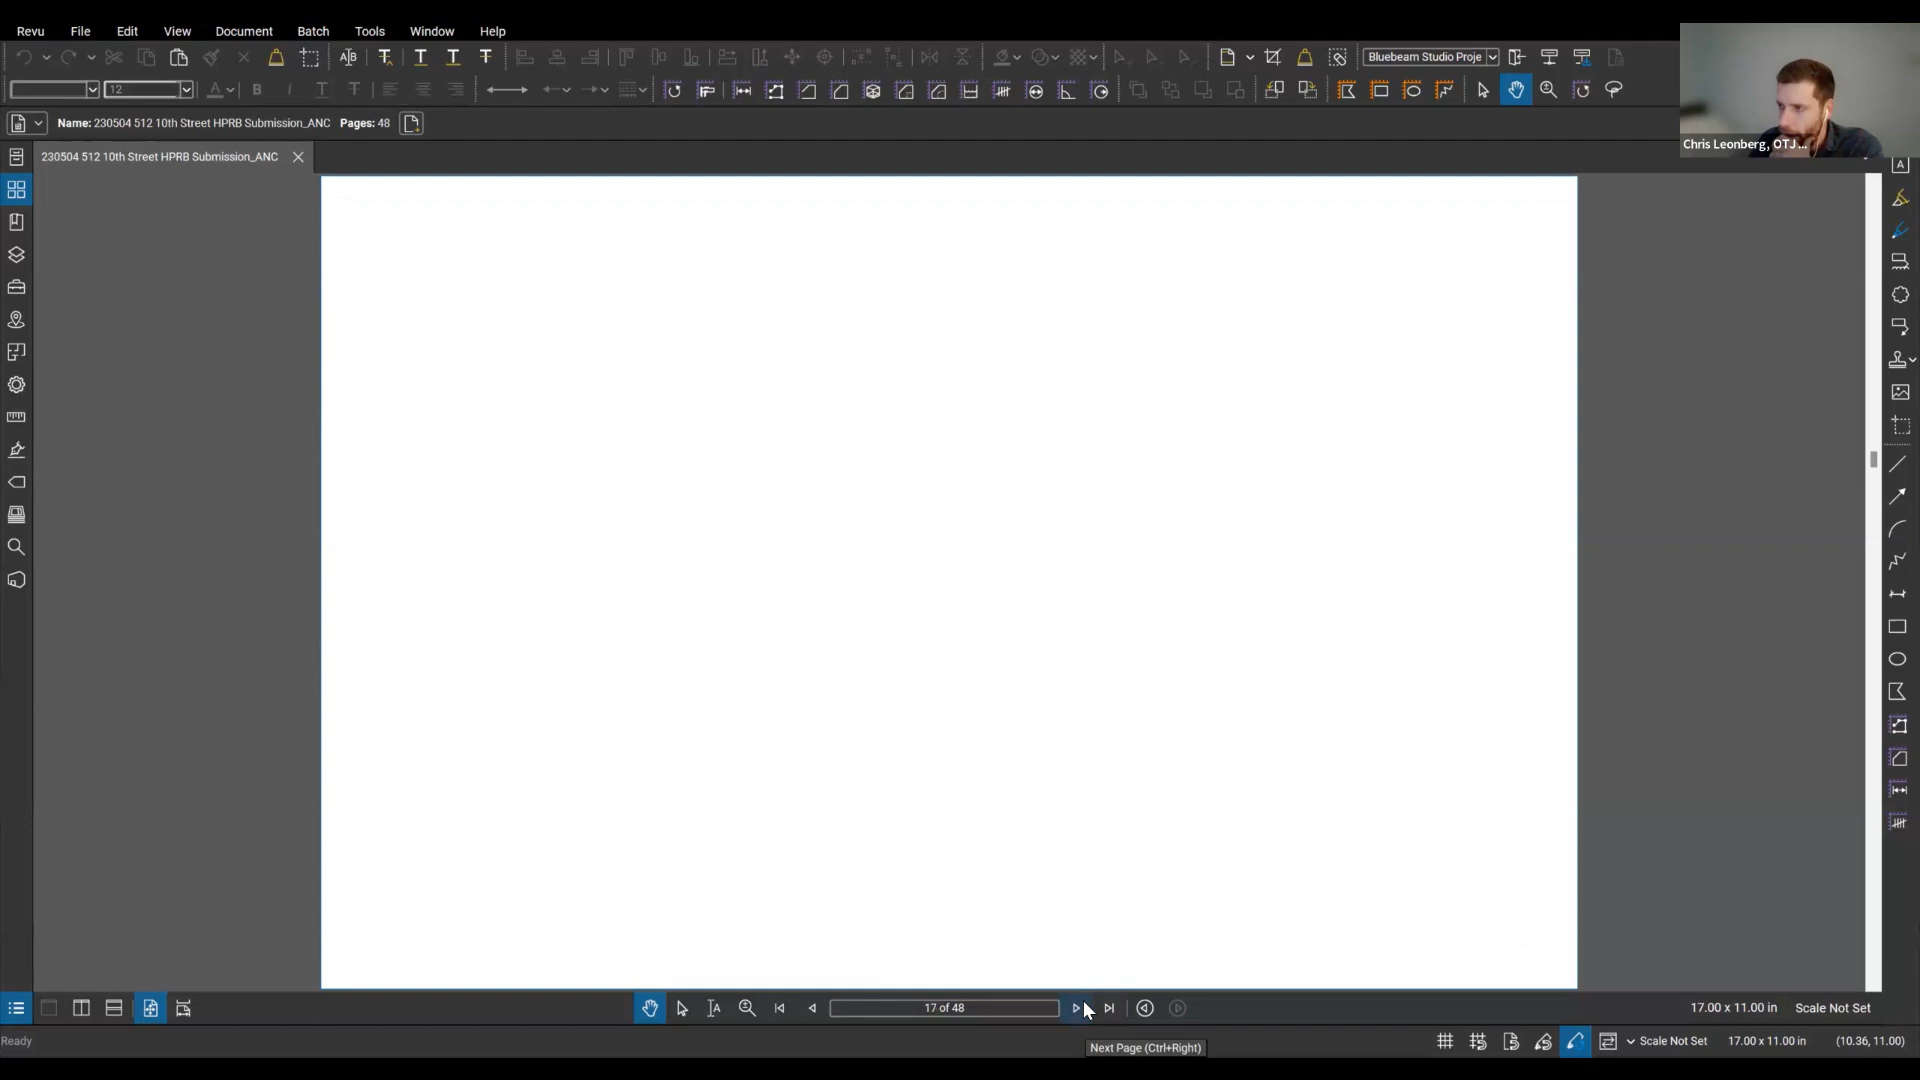 Revu File Edit View Document Batch Tools Window Help
Bluebeam Studio Proje
12
Name: 230504 512 10th Street HPRB Submission_ANC Pages: 48
Chris Leonberg, OTJ ...
230504 512 10th Street HPRB Submission_ANC
17 of 48
17.00 x 11.00 in Scale Not Set
Next Page (Ctrl+Right)
Ready
Scale Not Set 17.00 x 11.00 in (10.36, 11.00)